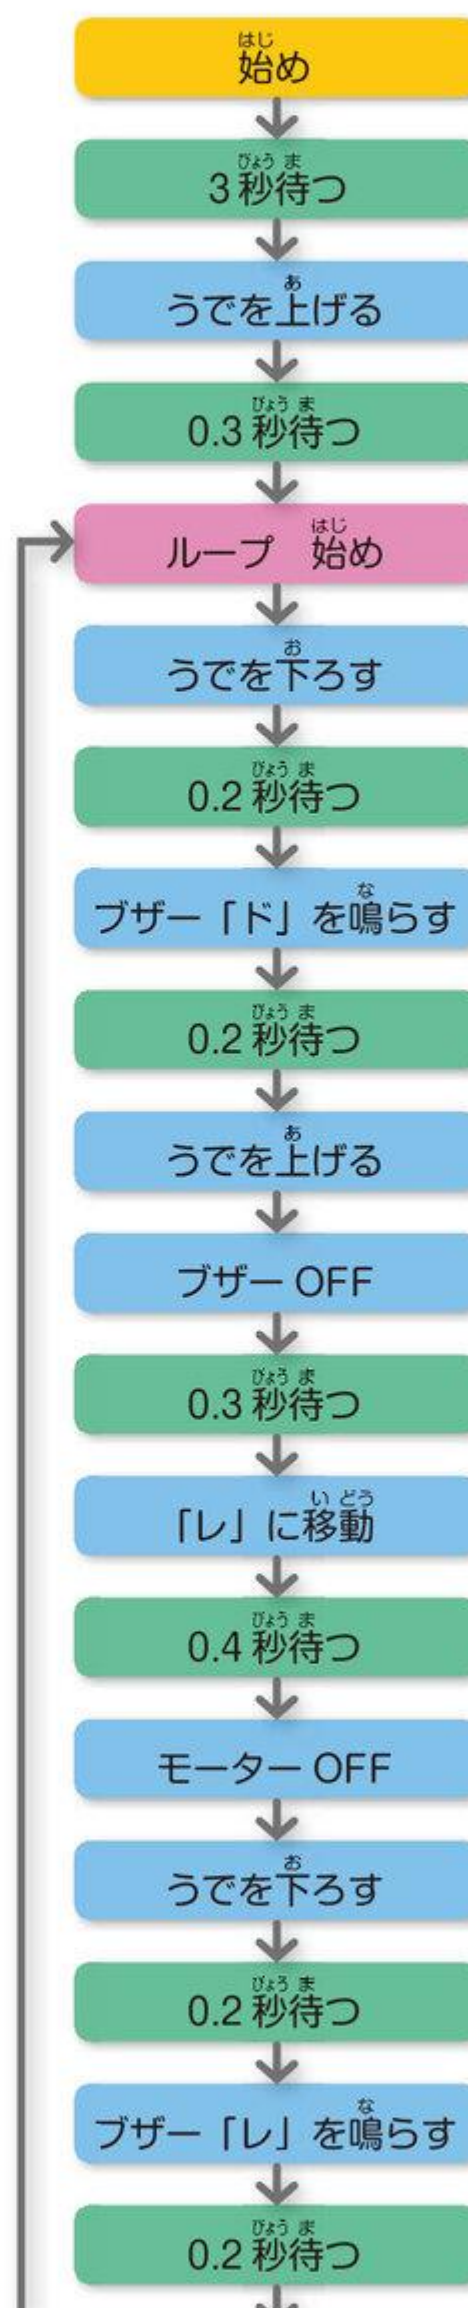 始め
3秒待つ
うでを上げる
0.3秒待つ
ループ　始め
うでを下ろす
0.2秒待つ
ブザー「ド」を鳴らす
0.2秒待つ
うでを上げる
ブザー OFF
0.3秒待つ
「レ」に移動
0.4秒待つ
モーター OFF
うでを下ろす
0.2秒待つ
ブザー「レ」を鳴らす
0.2秒待つ